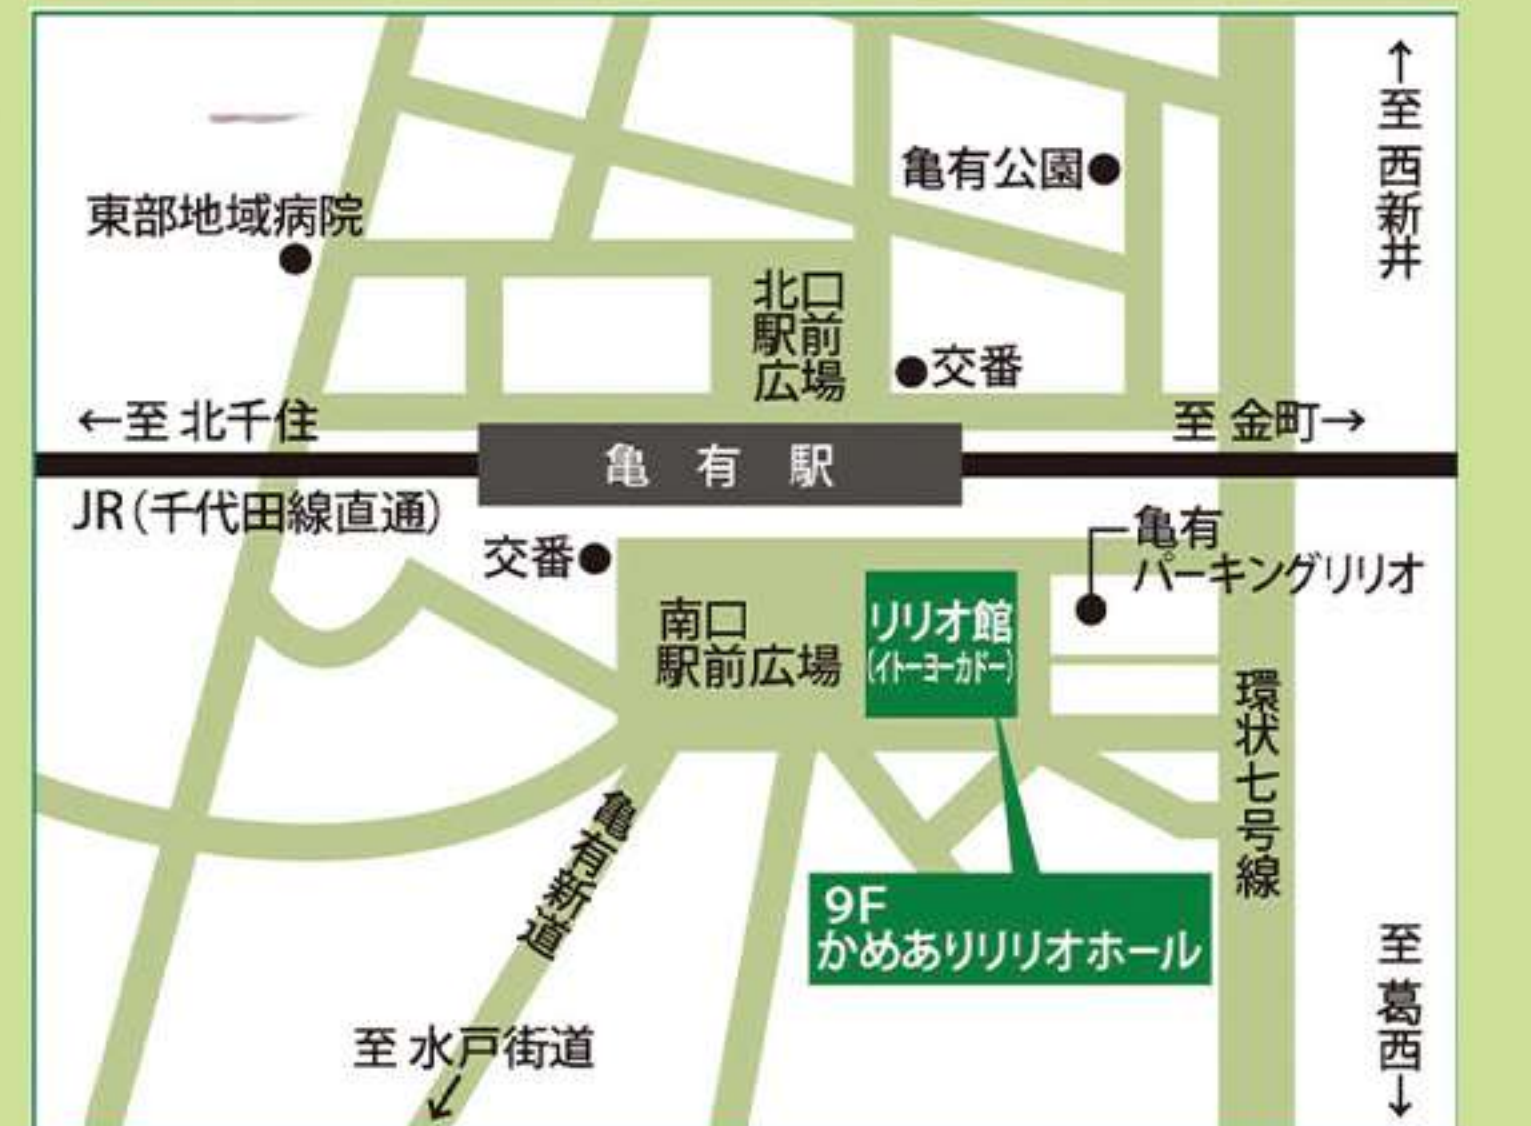 ↑至 西新井
亀有公園●
東部地域病院
北口
駅前
広場
●交番
←至 北千住
至 金町→
亀有駅
JR(千代田線直通)
亀有
パーキングリリオ
交番●
南口
駅前広場
リリオ館
(イトーヨーカドー)
環状七号線
亀有新道
9F
かめありリリオホール
至 葛西↓
至 水戸街道
↙